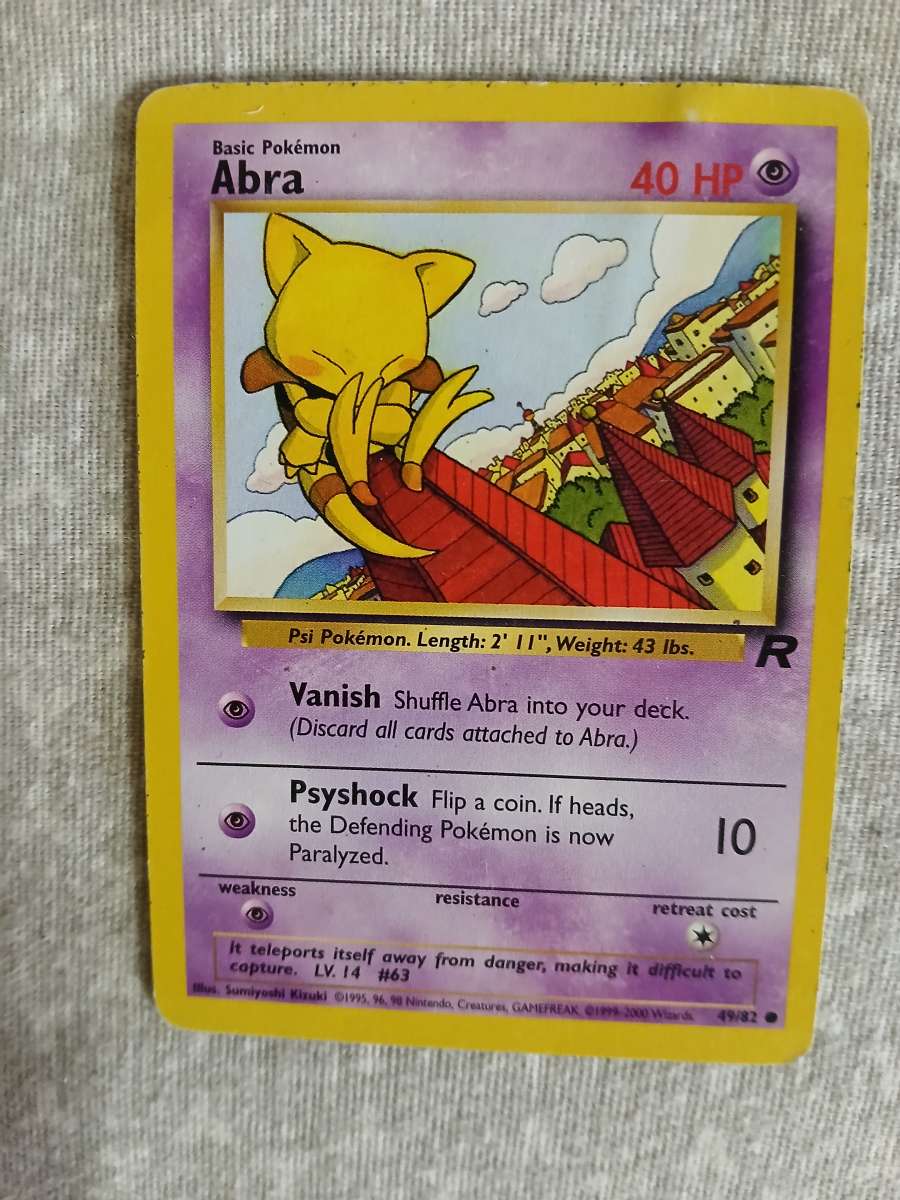 Basic Pokémon
Abra 40 HP
Psi Pokémon. Length: 2' 11", Weight: 43 lbs.
R
Vanish Shuffle Abra into your deck.
(Discard all cards attached to Abra.)
Psyshock Flip a coin. If heads,
the Defending Pokémon is now 10
Paralyzed.
weakness resistance retreat cost
It teleports itself away from danger, making it difficult to
capture. LV. 14 #63
Illus. Sumiyoshi Kizuki ©1995, 96, 98 Nintendo, Creatures, GAMEFREAK. ©1999-2000 Wizards. 49/82